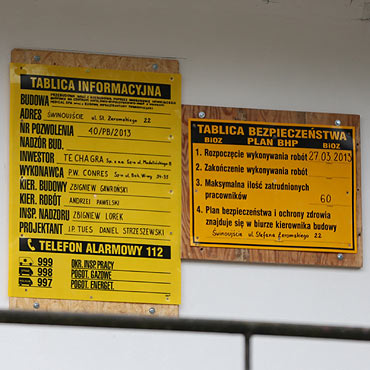 TABLICA INFORMACYJNA
BUDOWA
ADRES ŚWINOUJŚCIE ul. St. Żeromskiego 22
NR POZWOLENIA 40/PB/2013
NADZÓR BUD.
INWESTOR TECHAGRA Sp. z o.o
WYKONAWCA P.W. CONRES
KIER. BUDOWY ZBIGNIEW GAWROŃSKI
KIER. ROBÓT ANDRZEJ PAWELSKI
INSP. NADZORU ZBIGNIEW LOREK
PROJEKTANT J.P. TUES DANIEL STRZESZEWSKI
TELEFON ALARMOWY 112
999 OKR. INSP. PRACY
998 POGOT. GAZOWE
997 POGOT. ENERGET.
TABLICA BEZPIECZEŃSTWA
BIOZ PLAN BHP BIOZ
1. Rozpoczęcie wykonywania robót 27.03.2013
2. Zakończenie wykonywania robót
3. Maksymalna ilość zatrudnionych
pracowników 60
4. Plan bezpieczeństwa i ochrony zdrowia
znajduje się w biurze kierownika budowy
Świnoujście ul. Stefana Żeromskiego 22